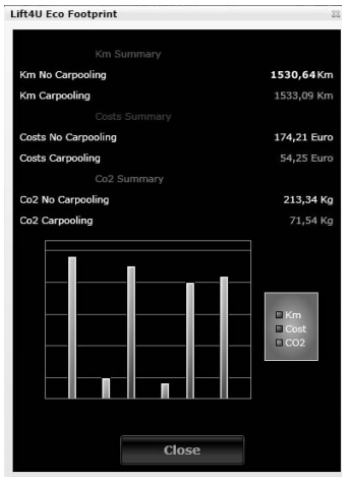 Lift4U Eco Footprint
Km Summary
Km No Carpooling 1530,64Km
Km Carpooling 1533,09 Km
Costs Summary
Costs No Carpooling 174,21 Euro
Costs Carpooling 54,25 Euro
Co2 Summary
Co2 No Carpooling 213,34 Kg
Co2 Carpooling 71,54 Kg
Km
Cost
CO2
Close